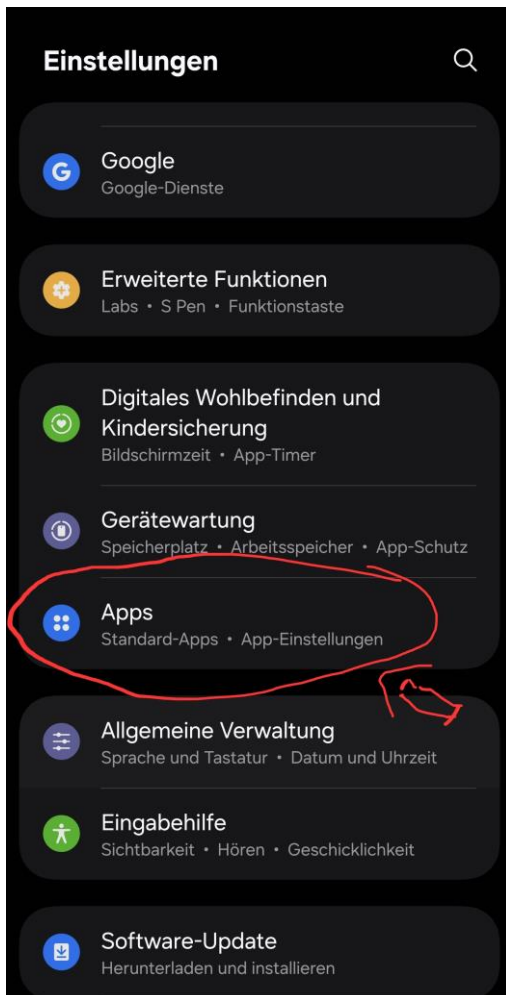 Einstellungen
Google
Google-Dienste
Erweiterte Funktionen
Labs • S Pen • Funktionstaste
Digitales Wohlbefinden und
Kindersicherung
Bildschirmzeit • App-Timer
Gerätewartung
Speicherplatz • Arbeitsspeicher • App-Schutz
Apps
Standard-Apps • App-Einstellungen
Allgemeine Verwaltung
Sprache und Tastatur • Datum und Uhrzeit
Eingabehilfe
Sichtbarkeit • Hören • Geschicklichkeit
Software-Update
Herunterladen und installieren